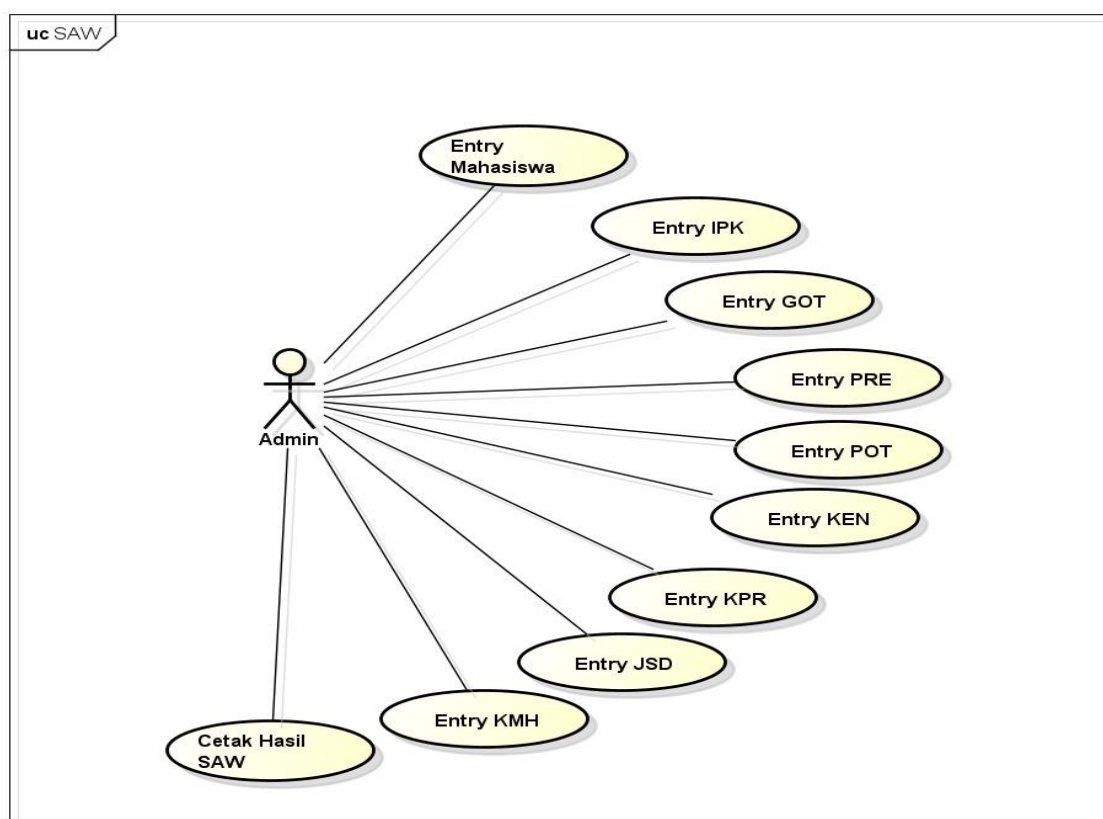 uc SAW
Entry
Mahasiswa
Entry IPK
Entry GOT
Entry PRE
Entry POT
Entry KEN
Entry KPR
Entry JSD
Entry KMH
Cetak Hasil
SAW
Admin